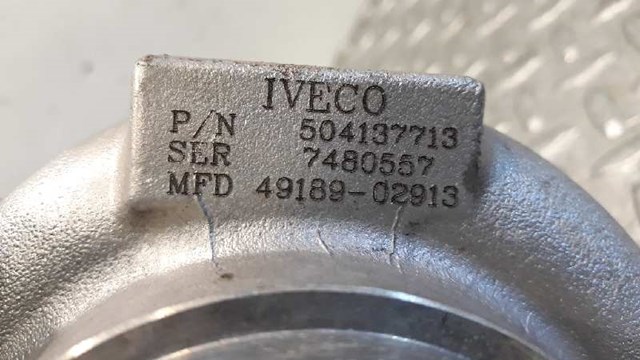 IVECO
P/N 504137713
SER 7480557
MFD 49189-02913